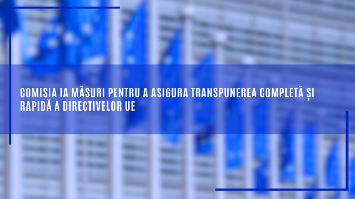 COMISIA IA MĂSURI PENTRU A ASIGURA TRANSPUNEREA COMPLETĂ ȘI
RAPIDĂ A DIRECTIVELOR UE